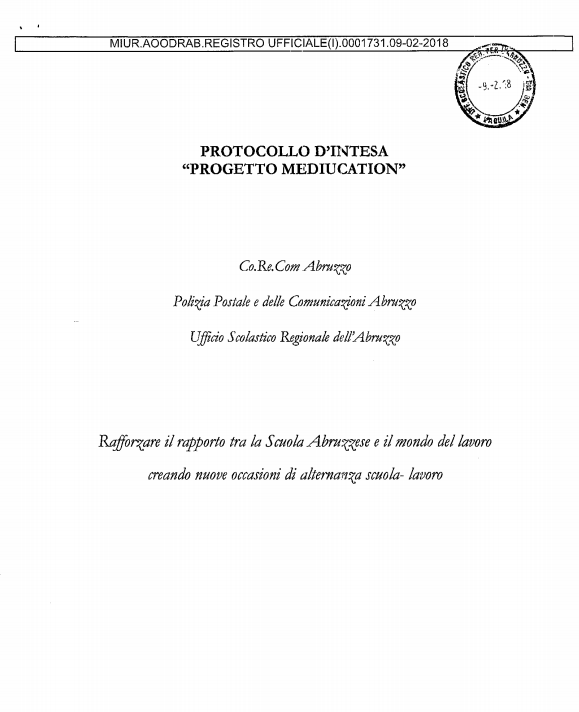 MIUR.AOODRAB.REGISTRO UFFICIALE(I).0001731.09-02-2018
-9.-2.'18
L'AQUILA
PROTOCOLLO D'INTESA
“PROGETTO MEDIUCATION”
Co.Re.Com Abruzzo
Polizia Postale e delle Comunicazioni Abruzzo
Ufficio Scolastico Regionale dell'Abruzzo
Rafforzare il rapporto tra la Scuola Abruzzese e il mondo del lavoro
creando nuove occasioni di alternanza scuola- lavoro